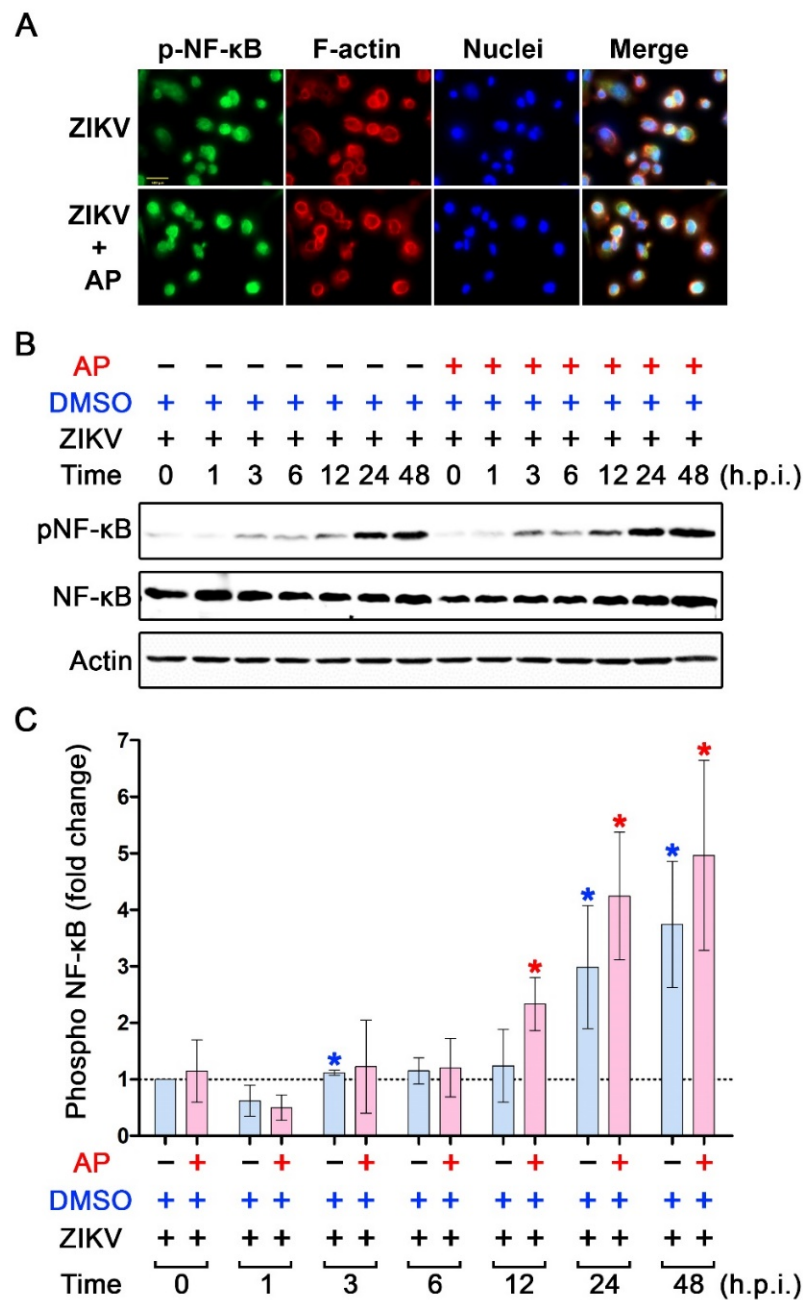 A
p-NF-κB F-actin Nuclei Merge
ZIKV
ZIKV
+
AP
B
AP − − − − − − − + + + + + + +
DMSO + + + + + + + + + + + + + +
ZIKV + + + + + + + + + + + + + +
Time 0 1 3 6 12 24 48 0 1 3 6 12 24 48 (h.p.i.)
pNF-κB
NF-κB
Actin
C
Phospho NF-κB (fold change)
7
6
5
4
3
2
1
0
* * * * * *
AP − + − + − + − + − + − + − +
DMSO + + + + + + + + + + + + + +
ZIKV + + + + + + + + + + + + + +
Time 0 1 3 6 12 24 48 (h.p.i.)